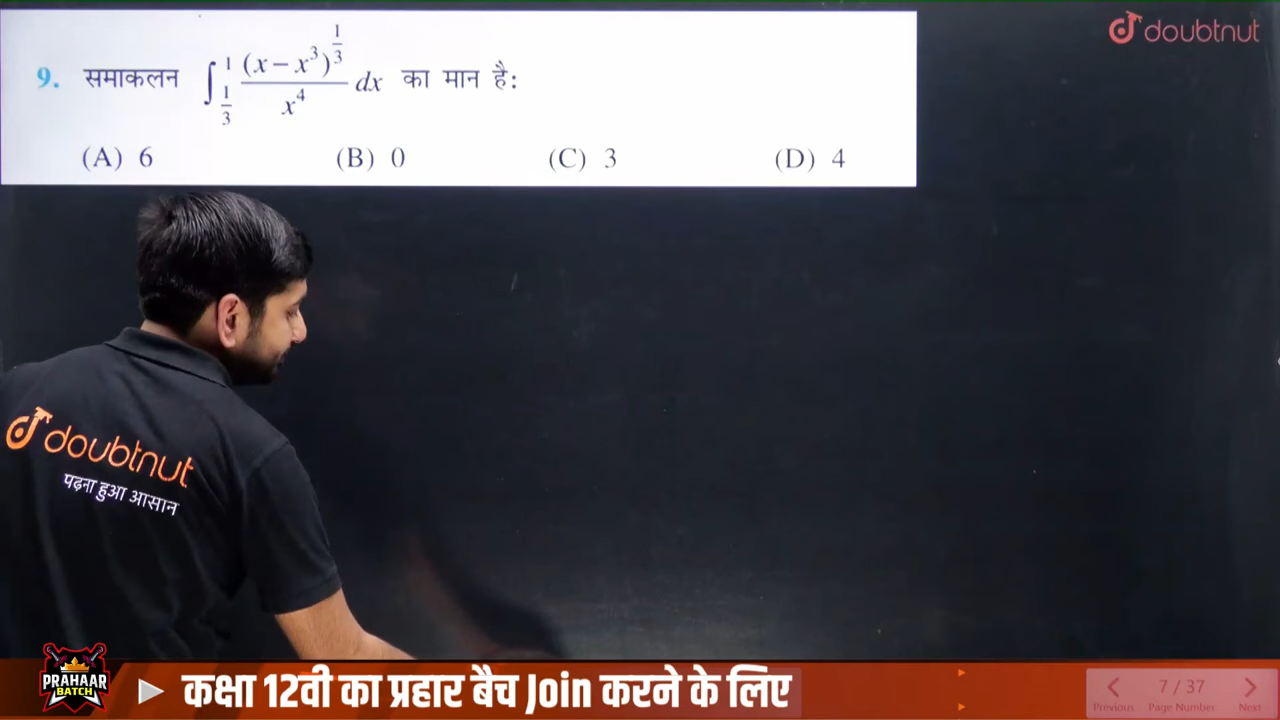 doubtnut
9. समाकलन ∫_{1/3}^{1} (x−x³)^{1/3} / x⁴ dx का मान है:
(A) 6 (B) 0 (C) 3 (D) 4
doubtnut
पढ़ना हुआ आसान
PRAHAAR
BATCH
कक्षा 12वी का प्रहार बैच Join करने के लिए
7 / 37
Previous Page Number Next